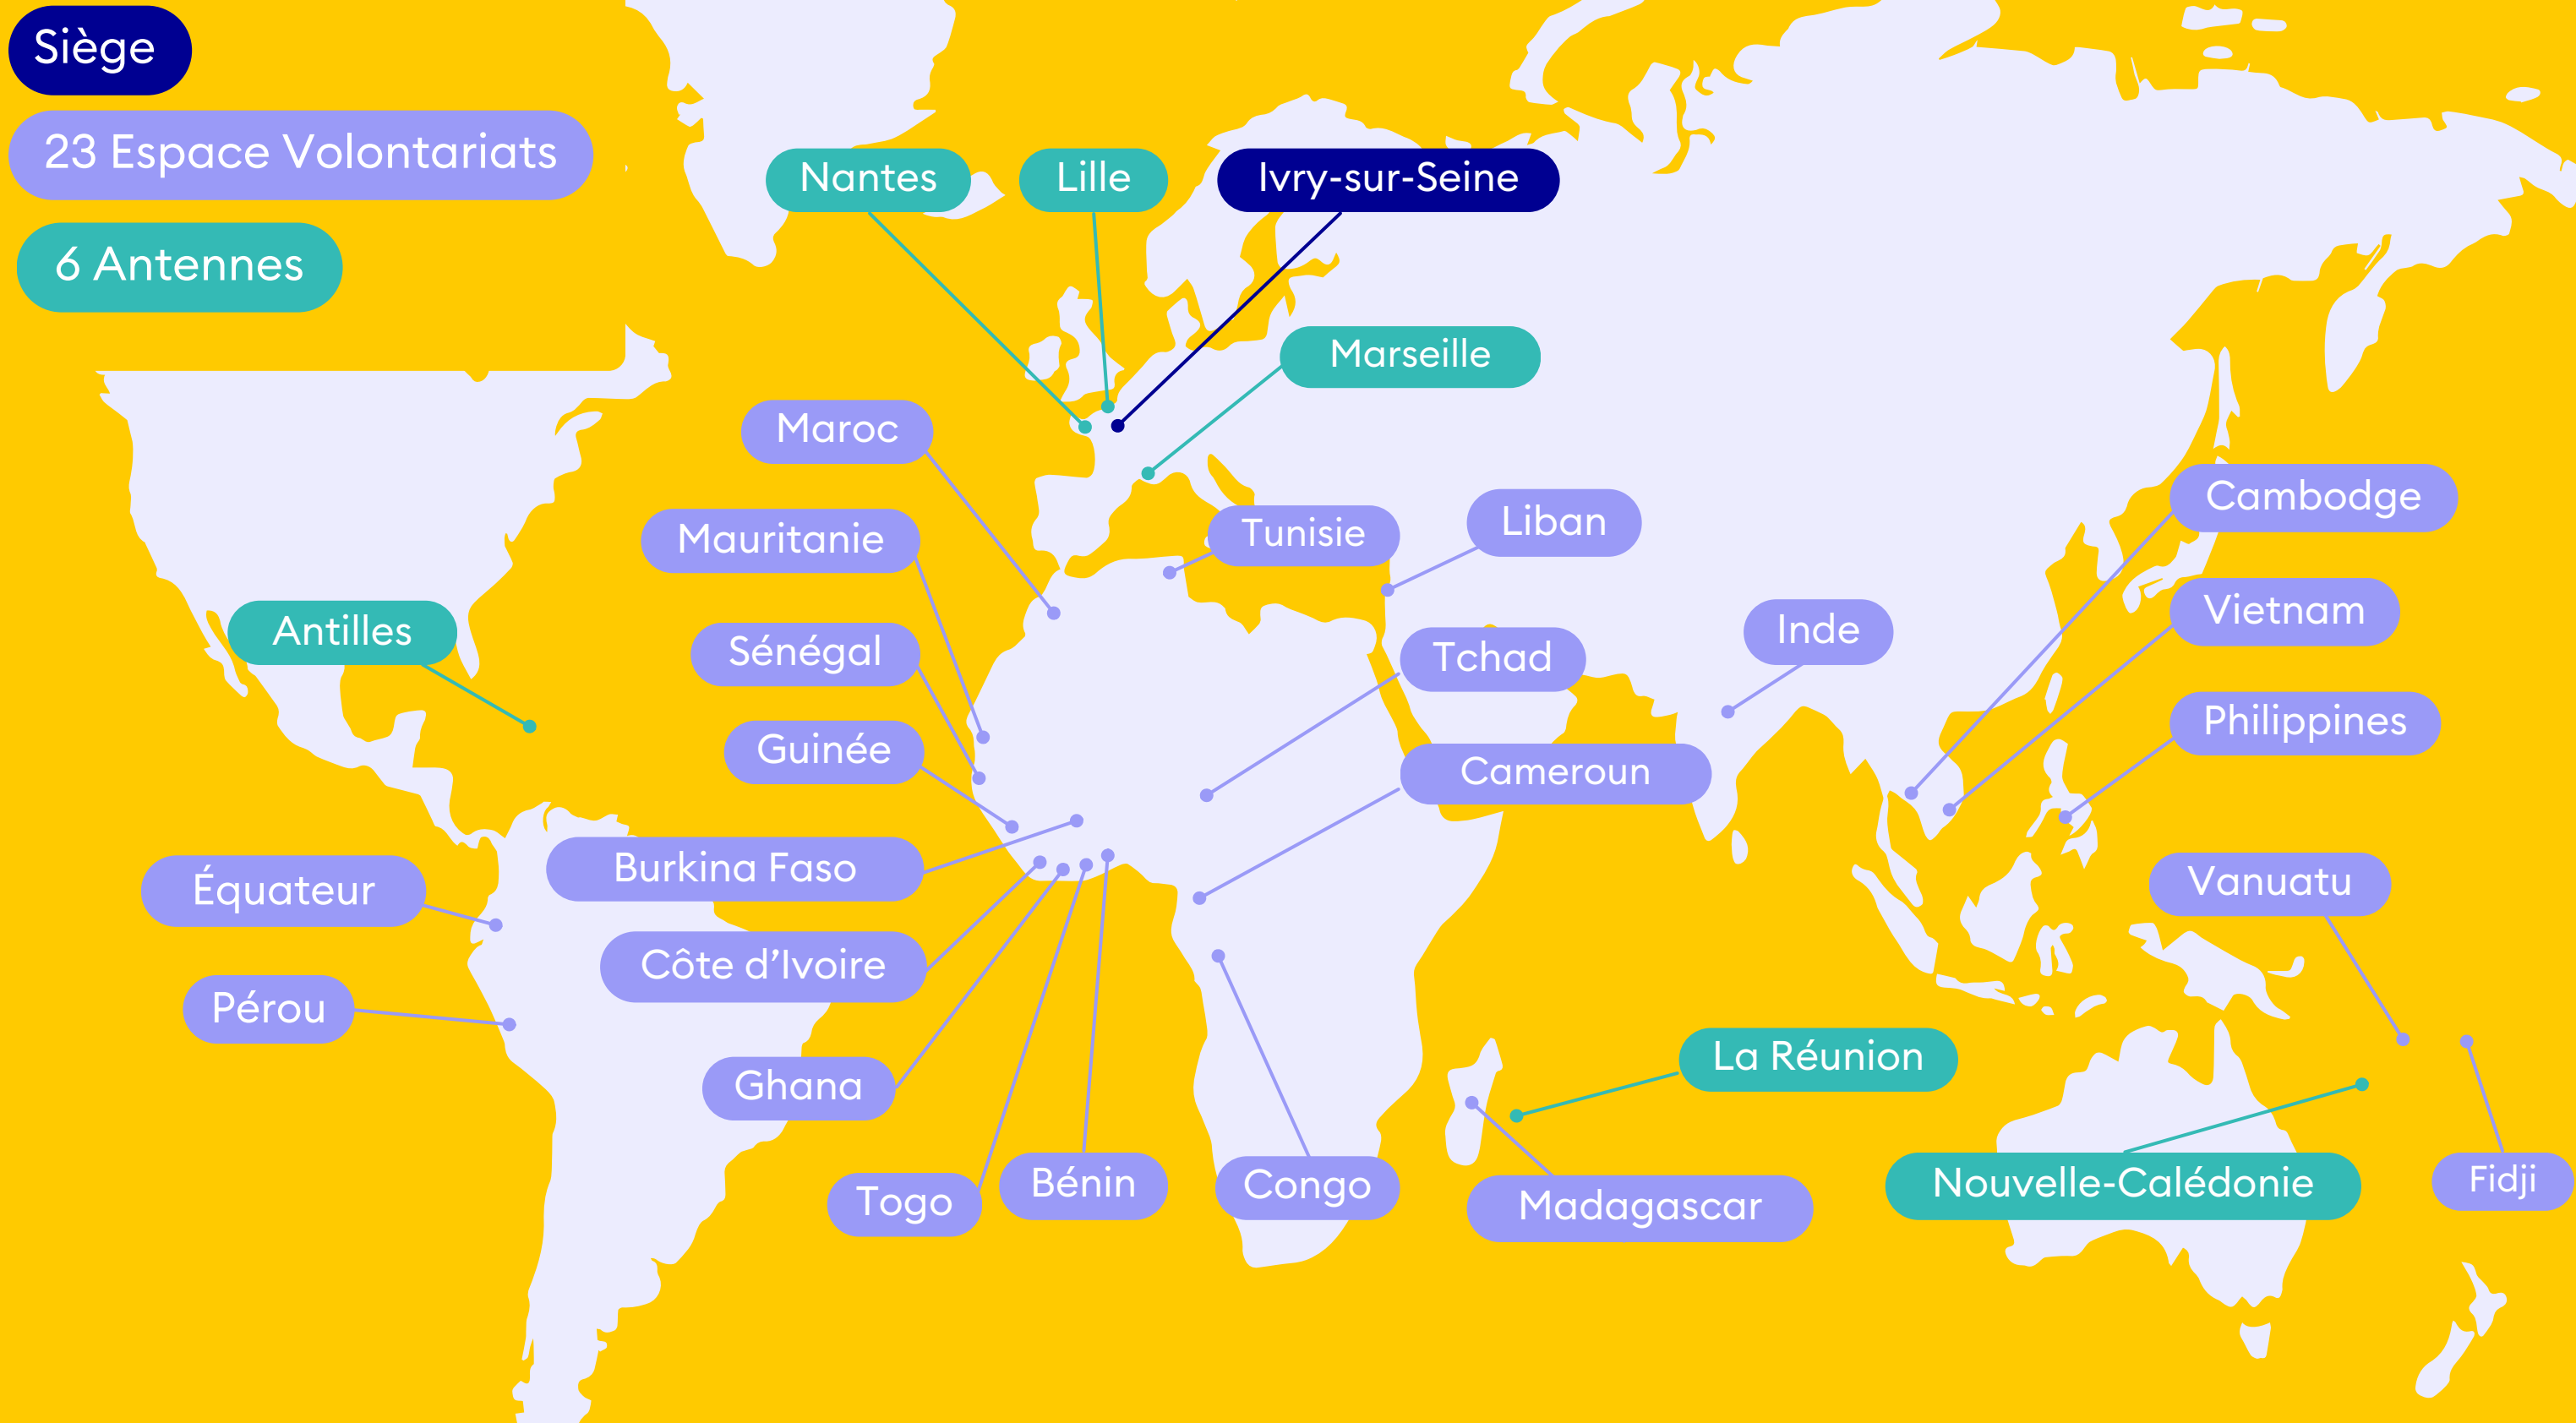 Siège
23 Espace Volontariats
6 Antennes
Nantes
Lille
Ivry-sur-Seine
Marseille
Maroc
Mauritanie
Tunisie
Liban
Cambodge
Antilles
Sénégal
Tchad
Inde
Vietnam
Guinée
Cameroun
Philippines
Équateur
Burkina Faso
Vanuatu
Côte d’Ivoire
Pérou
Ghana
La Réunion
Togo
Bénin
Congo
Madagascar
Nouvelle-Calédonie
Fidji